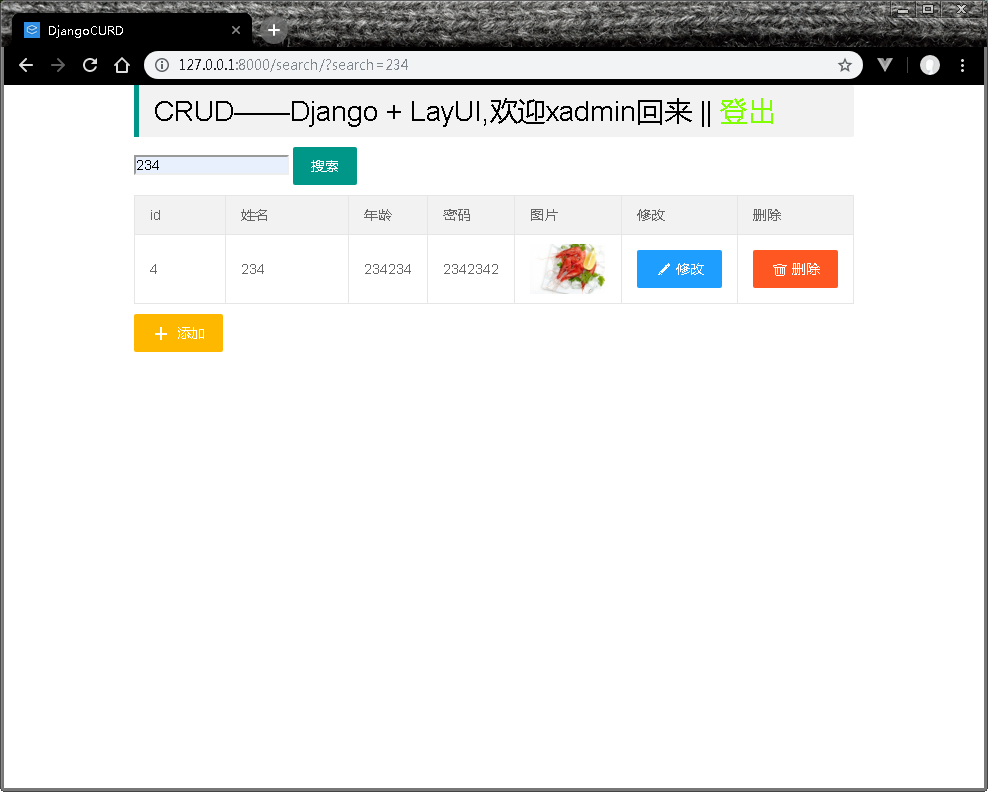 DjangoCURD
127.0.0.1:8000/search/?search=234
CRUD——Django + LayUI,欢迎xadmin回来 || 登出
234 搜索
id 姓名 年龄 密码 图片 修改 删除
4 234 234234 2342342 修改 删除
添加